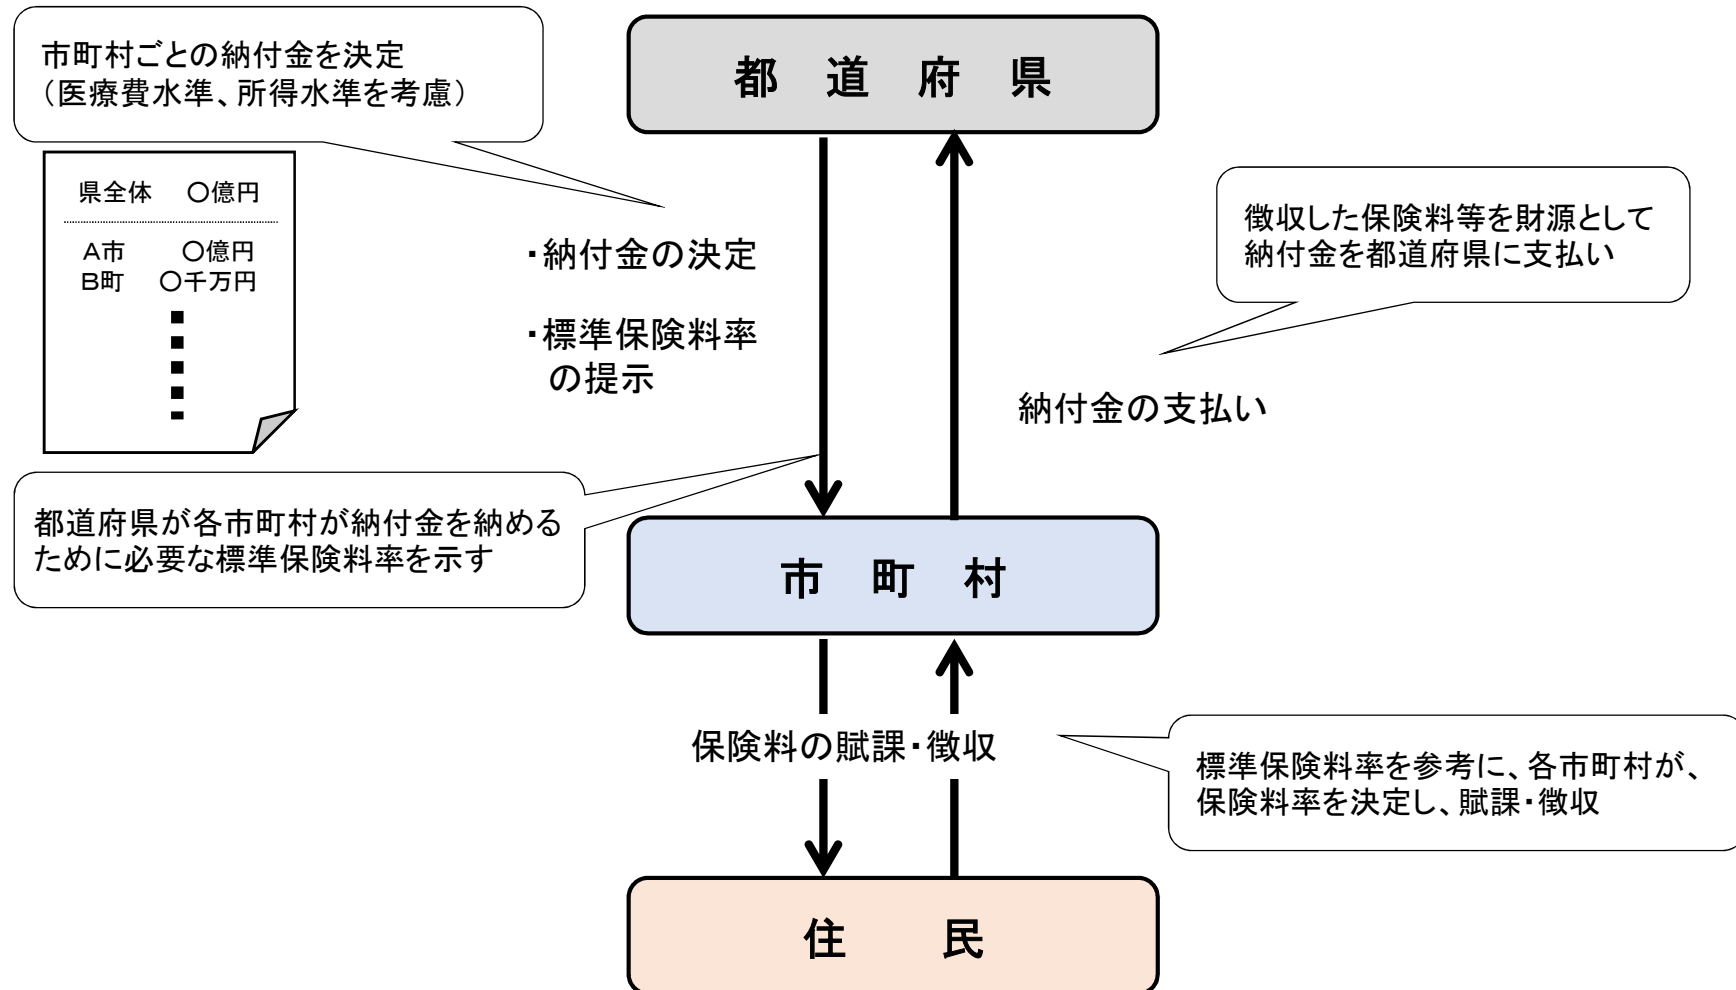 市町村ごとの納付金を決定
（医療費水準、所得水準を考慮）
都　道　府　県
県全体　〇億円
A市　〇億円
B町　〇千万円
・納付金の決定
・標準保険料率
の提示
徴収した保険料等を財源として
納付金を都道府県に支払い
納付金の支払い
都道府県が各市町村が納付金を納める
ために必要な標準保険料率を示す
市　町　村
保険料の賦課・徴収
標準保険料率を参考に、各市町村が、
保険料率を決定し、賦課・徴収
住　民